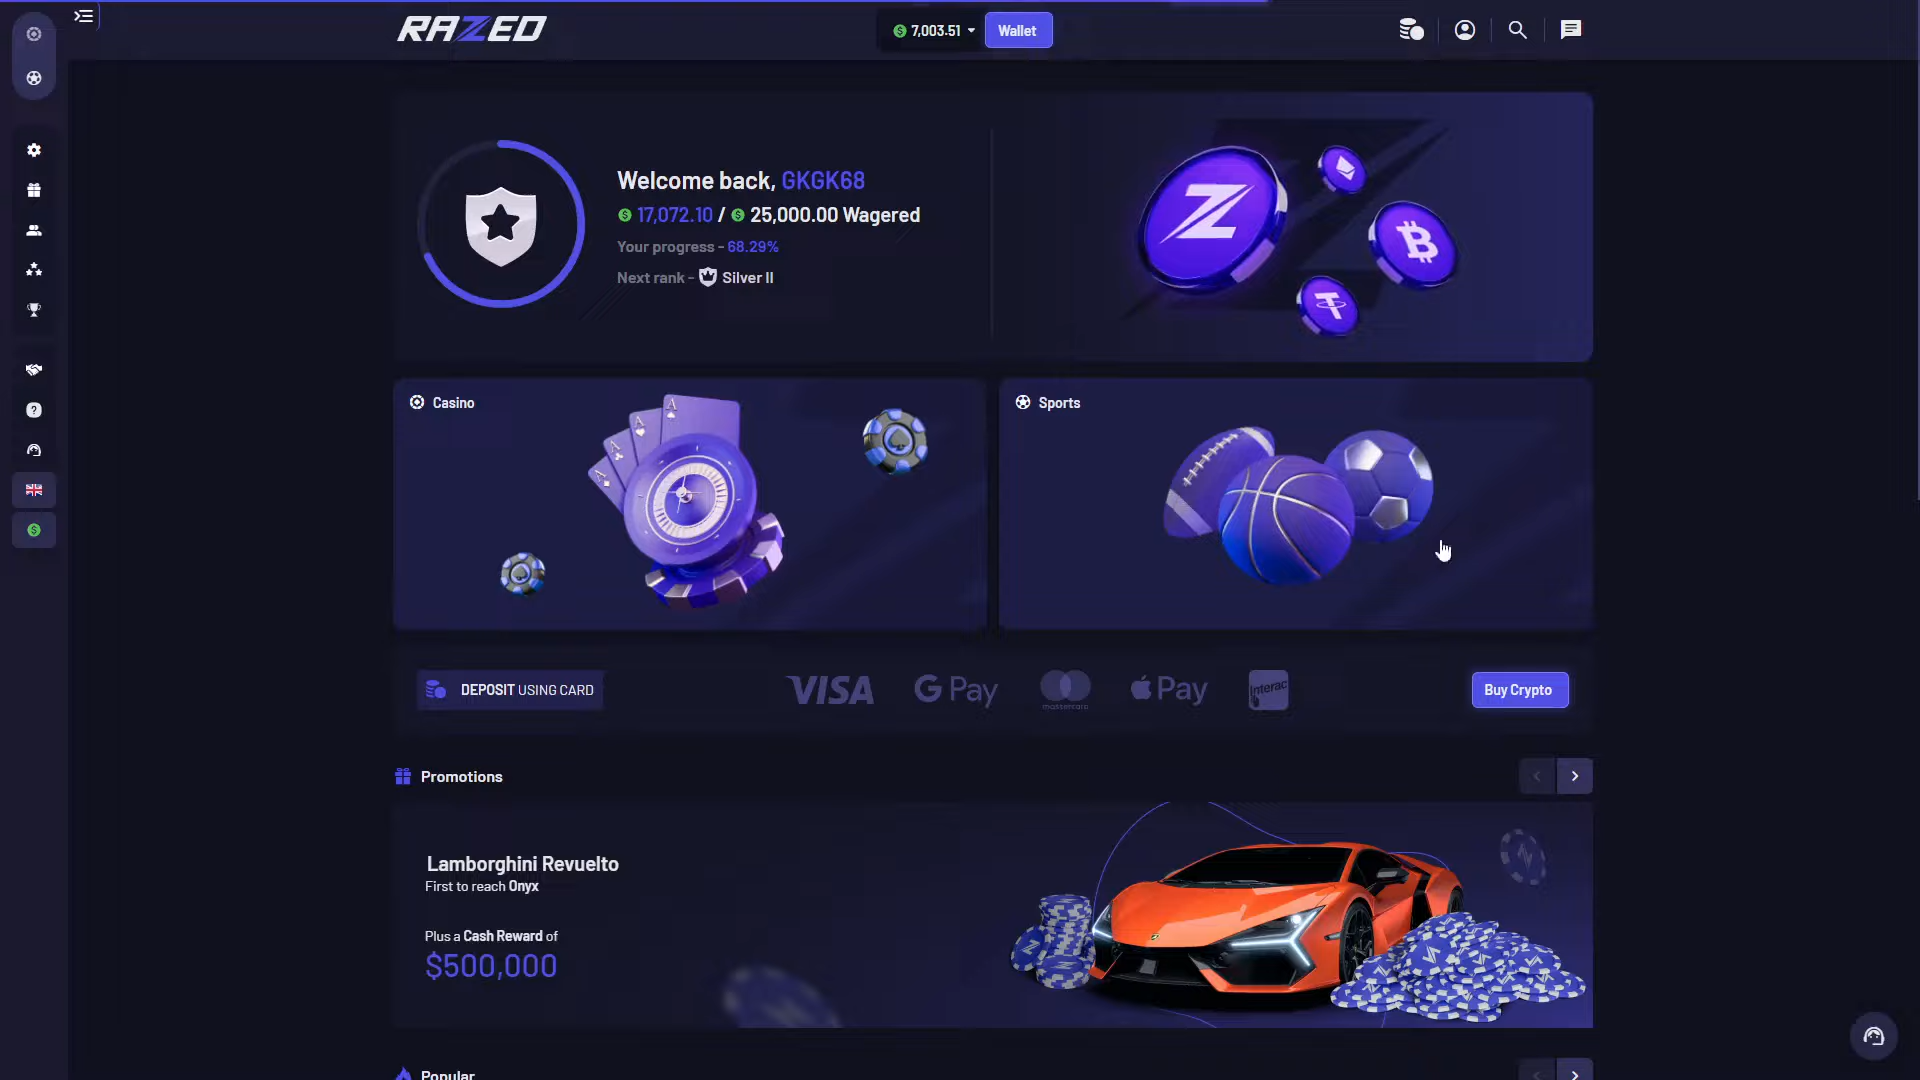 RAZED
7,003.51
Wallet
Welcome back, GKGK68
17,072.10 / 25,000.00 Wagered
Your progress - 68.29%
Next rank - Silver II
Casino
Sports
DEPOSIT USING CARD
VISA
G Pay
mastercard
Pay
Interac
Buy Crypto
Promotions
Lamborghini Revuelto
First to reach Onyx
Plus a Cash Reward of
$500,000
Popular